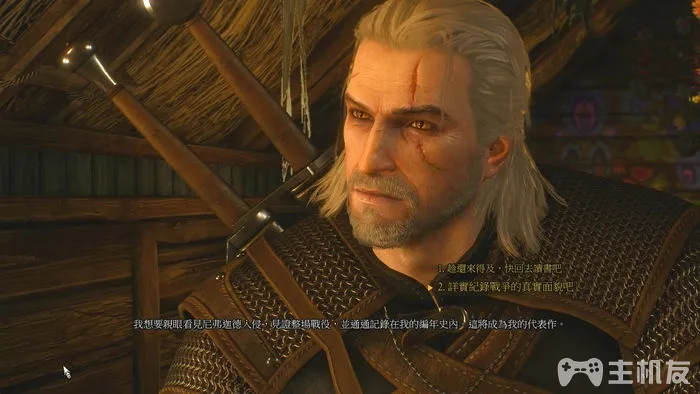 1. 趁還來得及，快回去讀書吧。
2. 詳實紀錄戰爭的真實面貌吧。
我想要親眼看見尼弗迦德入侵，見證整場戰役，並通通記錄在我的編年史內，這將成為我的代表作。
主机友